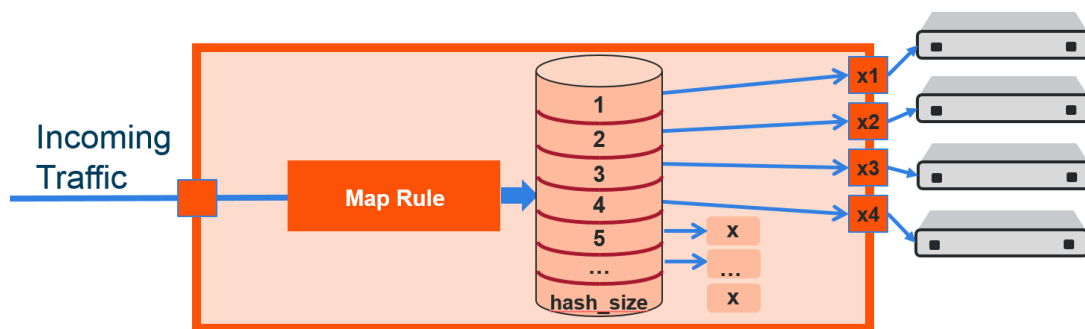 Incoming
Traffic
Map Rule
1
2
3
4
5
...
hash_size
x1
x2
x3
x4
x
...
x